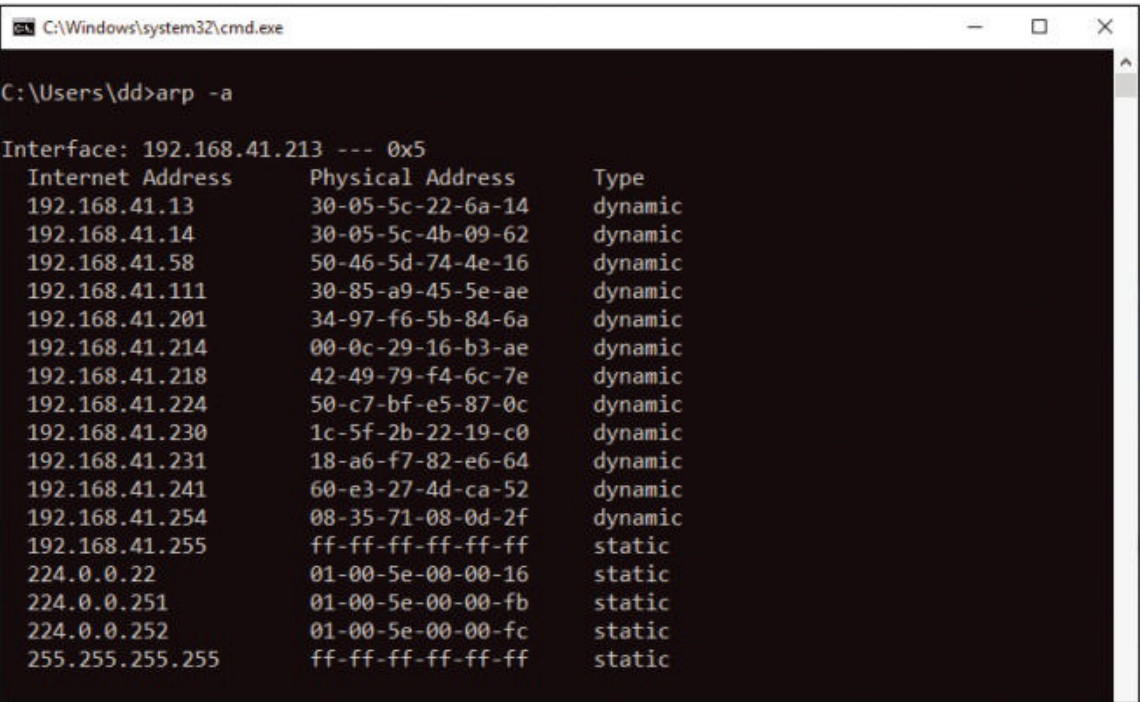 C:\Windows\system32\cmd.exe
C:\Users\dd>arp -a
Interface: 192.168.41.213 --- 0x5
Internet Address Physical Address Type
192.168.41.13 30-05-5c-22-6a-14 dynamic
192.168.41.14 30-05-5c-4b-09-62 dynamic
192.168.41.58 50-46-5d-74-4e-16 dynamic
192.168.41.111 30-85-a9-45-5e-ae dynamic
192.168.41.201 34-97-f6-5b-84-6a dynamic
192.168.41.214 00-0c-29-16-b3-ae dynamic
192.168.41.218 42-49-79-f4-6c-7e dynamic
192.168.41.224 50-c7-bf-e5-87-0c dynamic
192.168.41.230 1c-5f-2b-22-19-c0 dynamic
192.168.41.231 18-a6-f7-82-e6-64 dynamic
192.168.41.241 60-e3-27-4d-ca-52 dynamic
192.168.41.254 08-35-71-08-0d-2f dynamic
192.168.41.255 ff-ff-ff-ff-ff-ff static
224.0.0.22 01-00-5e-00-00-16 static
224.0.0.251 01-00-5e-00-00-fb static
224.0.0.252 01-00-5e-00-00-fc static
255.255.255.255 ff-ff-ff-ff-ff-ff static